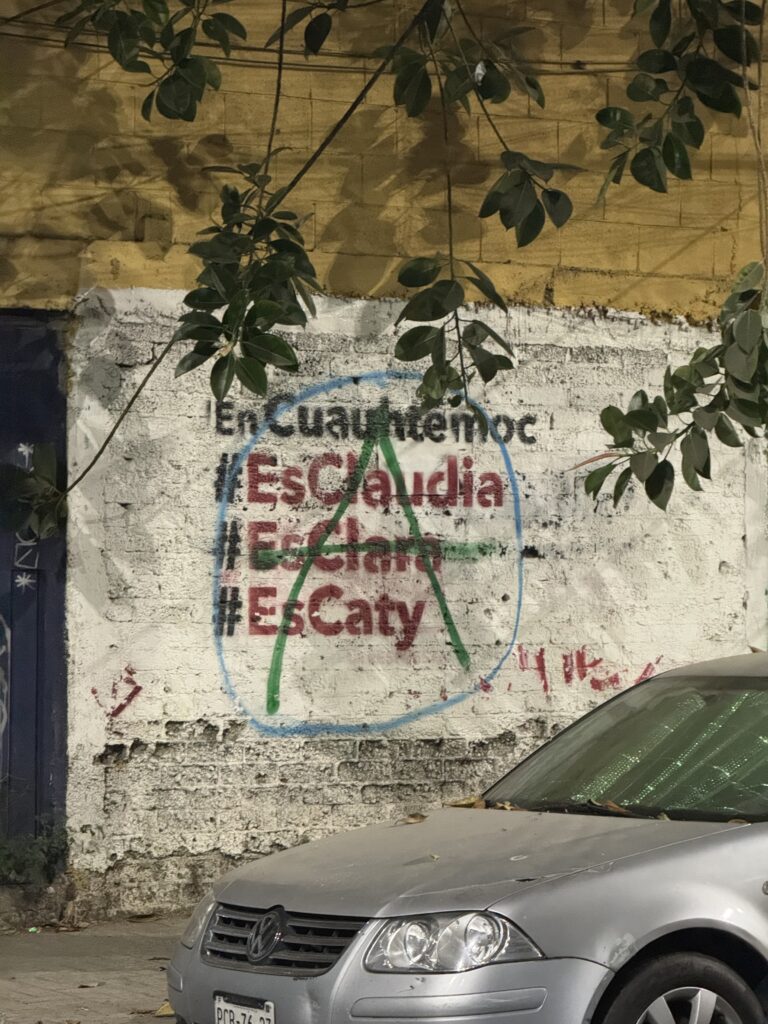 En Cuauhtemoc
#EsClaudia
#EsClara
#EsCaty
A